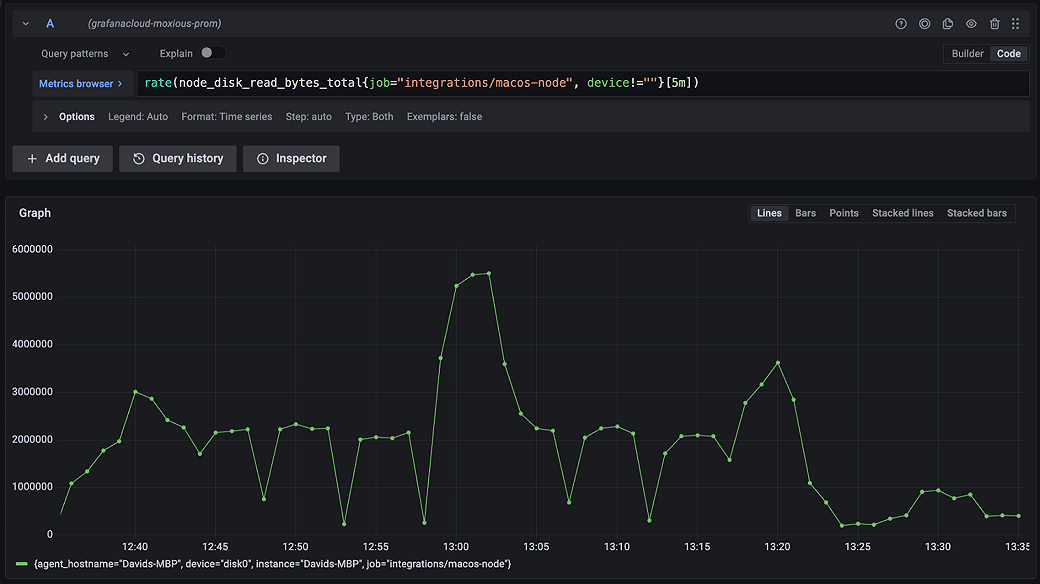 A (grafanacloud-moxious-prom)
Query patterns Explain Builder Code
Metrics browser > rate(node_disk_read_bytes_total{job="integrations/macos-node", device!=""}[5m])
> Options Legend: Auto Format: Time series Step: auto Type: Both Exemplars: false
+ Add query Query history Inspector
Graph Lines Bars Points Stacked lines Stacked bars
6000000
5000000
4000000
3000000
2000000
1000000
0
12:40 12:45 12:50 12:55 13:00 13:05 13:10 13:15 13:20 13:25 13:30 13:35
{agent_hostname="Davids-MBP", device="disk0", instance="Davids-MBP", job="integrations/macos-node"}